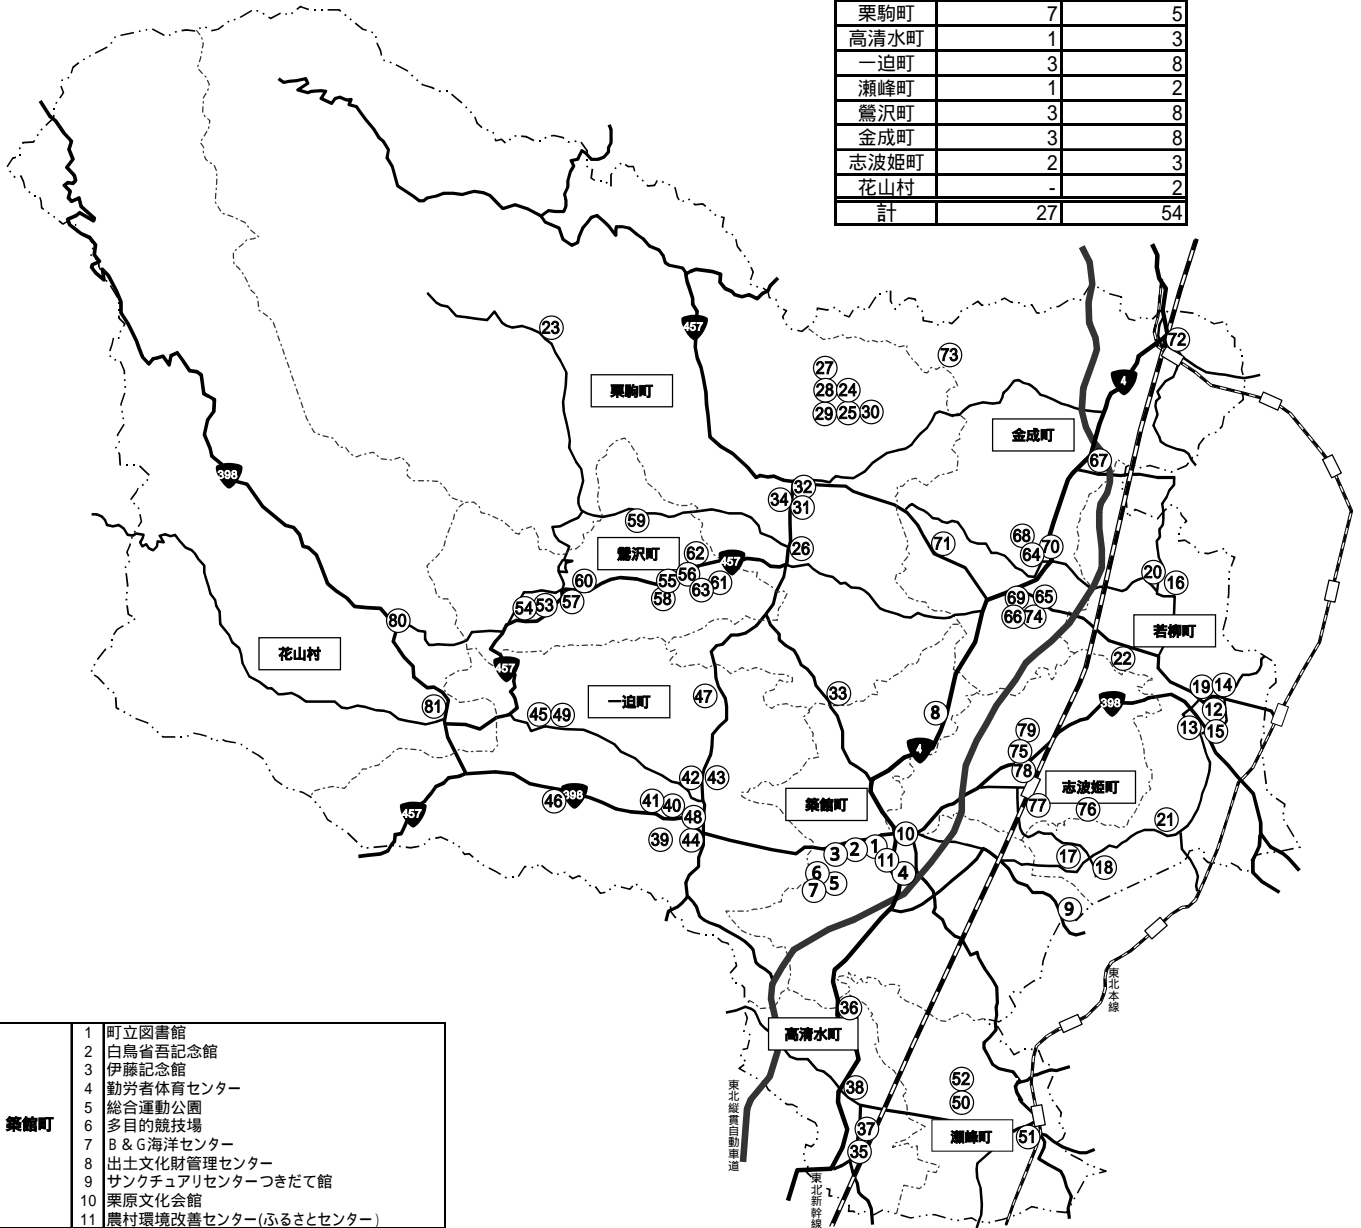 栗駒町 7 5
高清水町 1 3
一迫町 3 8
瀬峰町 1 2
鶯沢町 3 8
金成町 3 8
志波姫町 2 3
花山村 - 2
計 27 54
72
23
457
73
27
4
28 24
栗駒町
29 25 30
金成町
67
398
32
34 31
59
68
71
70
26
鶯沢町
62
64
457
56
20
16
60
55
61
63
58
54 53 57
69 65
66 74
80
若柳町
花山村
22
457
19 14
47
33
81
一迫町
398
12
45 49
8
13
15
79
4
75
42 43
78
志波姫町
46
398
41 40
築館町
77
76
457
48
21
39 44
10
3 2 1
11
17
18
6
5
4
7
9
東北本線
36
高清水町
52
38
50
東北縦貫自動車道
37
瀬峰町
51
35
東北新幹線
築館町
1 町立図書館
2 白鳥省吾記念館
3 伊藤記念館
4 勤労者体育センター
5 総合運動公園
6 多目的競技場
7 B＆G海洋センター
8 出土文化財管理センター
9 サンクチュアリセンターつきだて館
10 栗原文化会館
11 農村環境改善センター(ふるさとセンター)